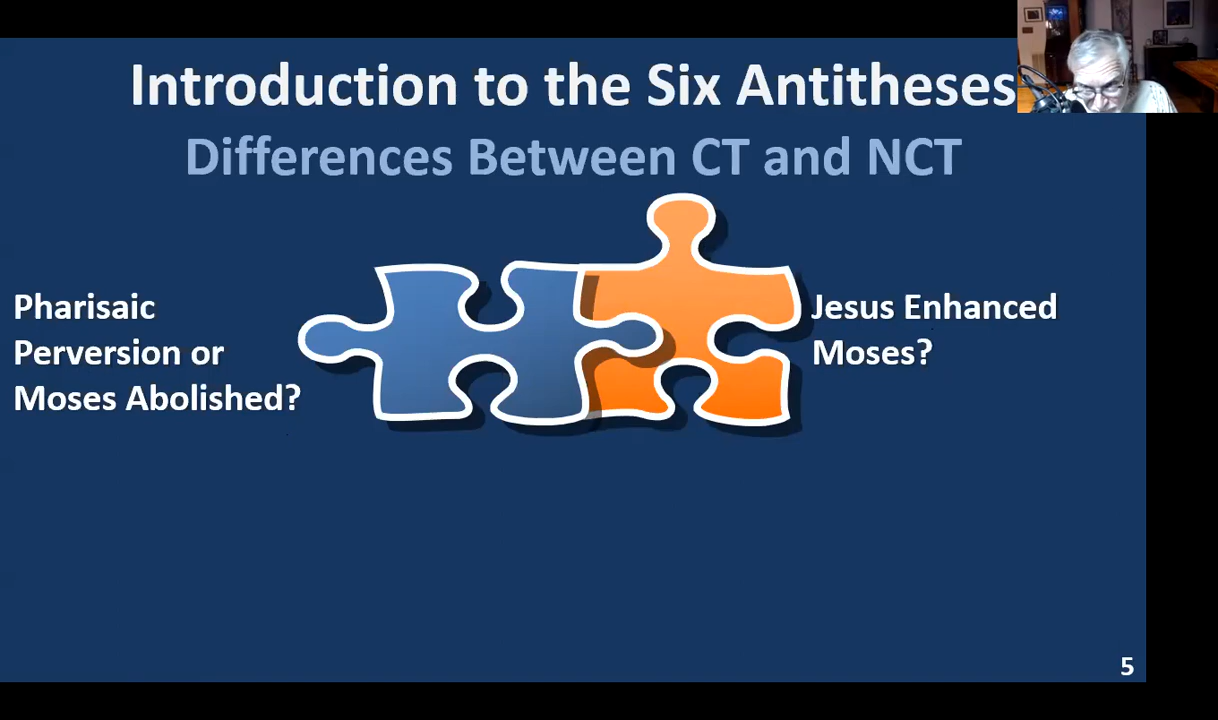 Introduction to the Six Antitheses
Differences Between CT and NCT
Pharisaic
Perversion or
Moses Abolished?
Jesus Enhanced
Moses?
5